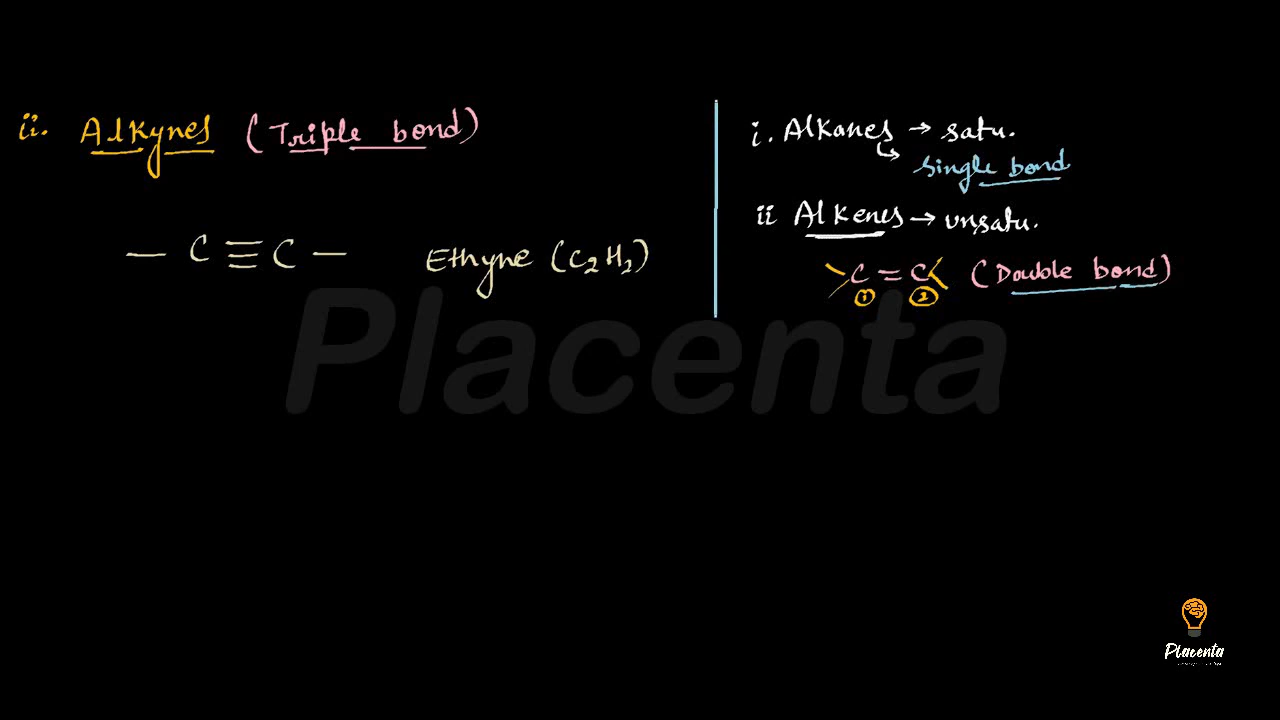 ii. Alkynes (Triple bond)
— C ≡ C — Ethyne (C₂H₂)
i. Alkanes → satu.
↳ Single bond
ii Alkenes → unsatu.
C = C (Double bond)
1 2
Placenta
Placenta